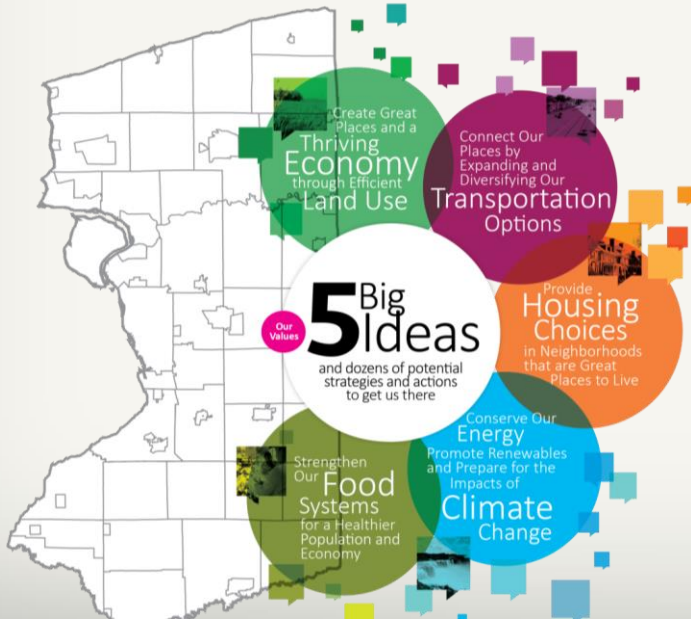 Create Great
Places and a
Thriving
Economy
through Efficient
Land Use
Connect Our
Places by
Expanding and
Diversifying Our
Transportation
Options
Provide
Housing
Choices
in Neighborhoods
that are Great
Places to Live
Our
Values
5 Big
Ideas
and dozens of potential
strategies and actions
to get us there
Conserve Our
Energy
Promote Renewables
and Prepare for the
Impacts of
Climate
Change
Strengthen
Our Food
Systems
for a Healthier
Population and
Economy